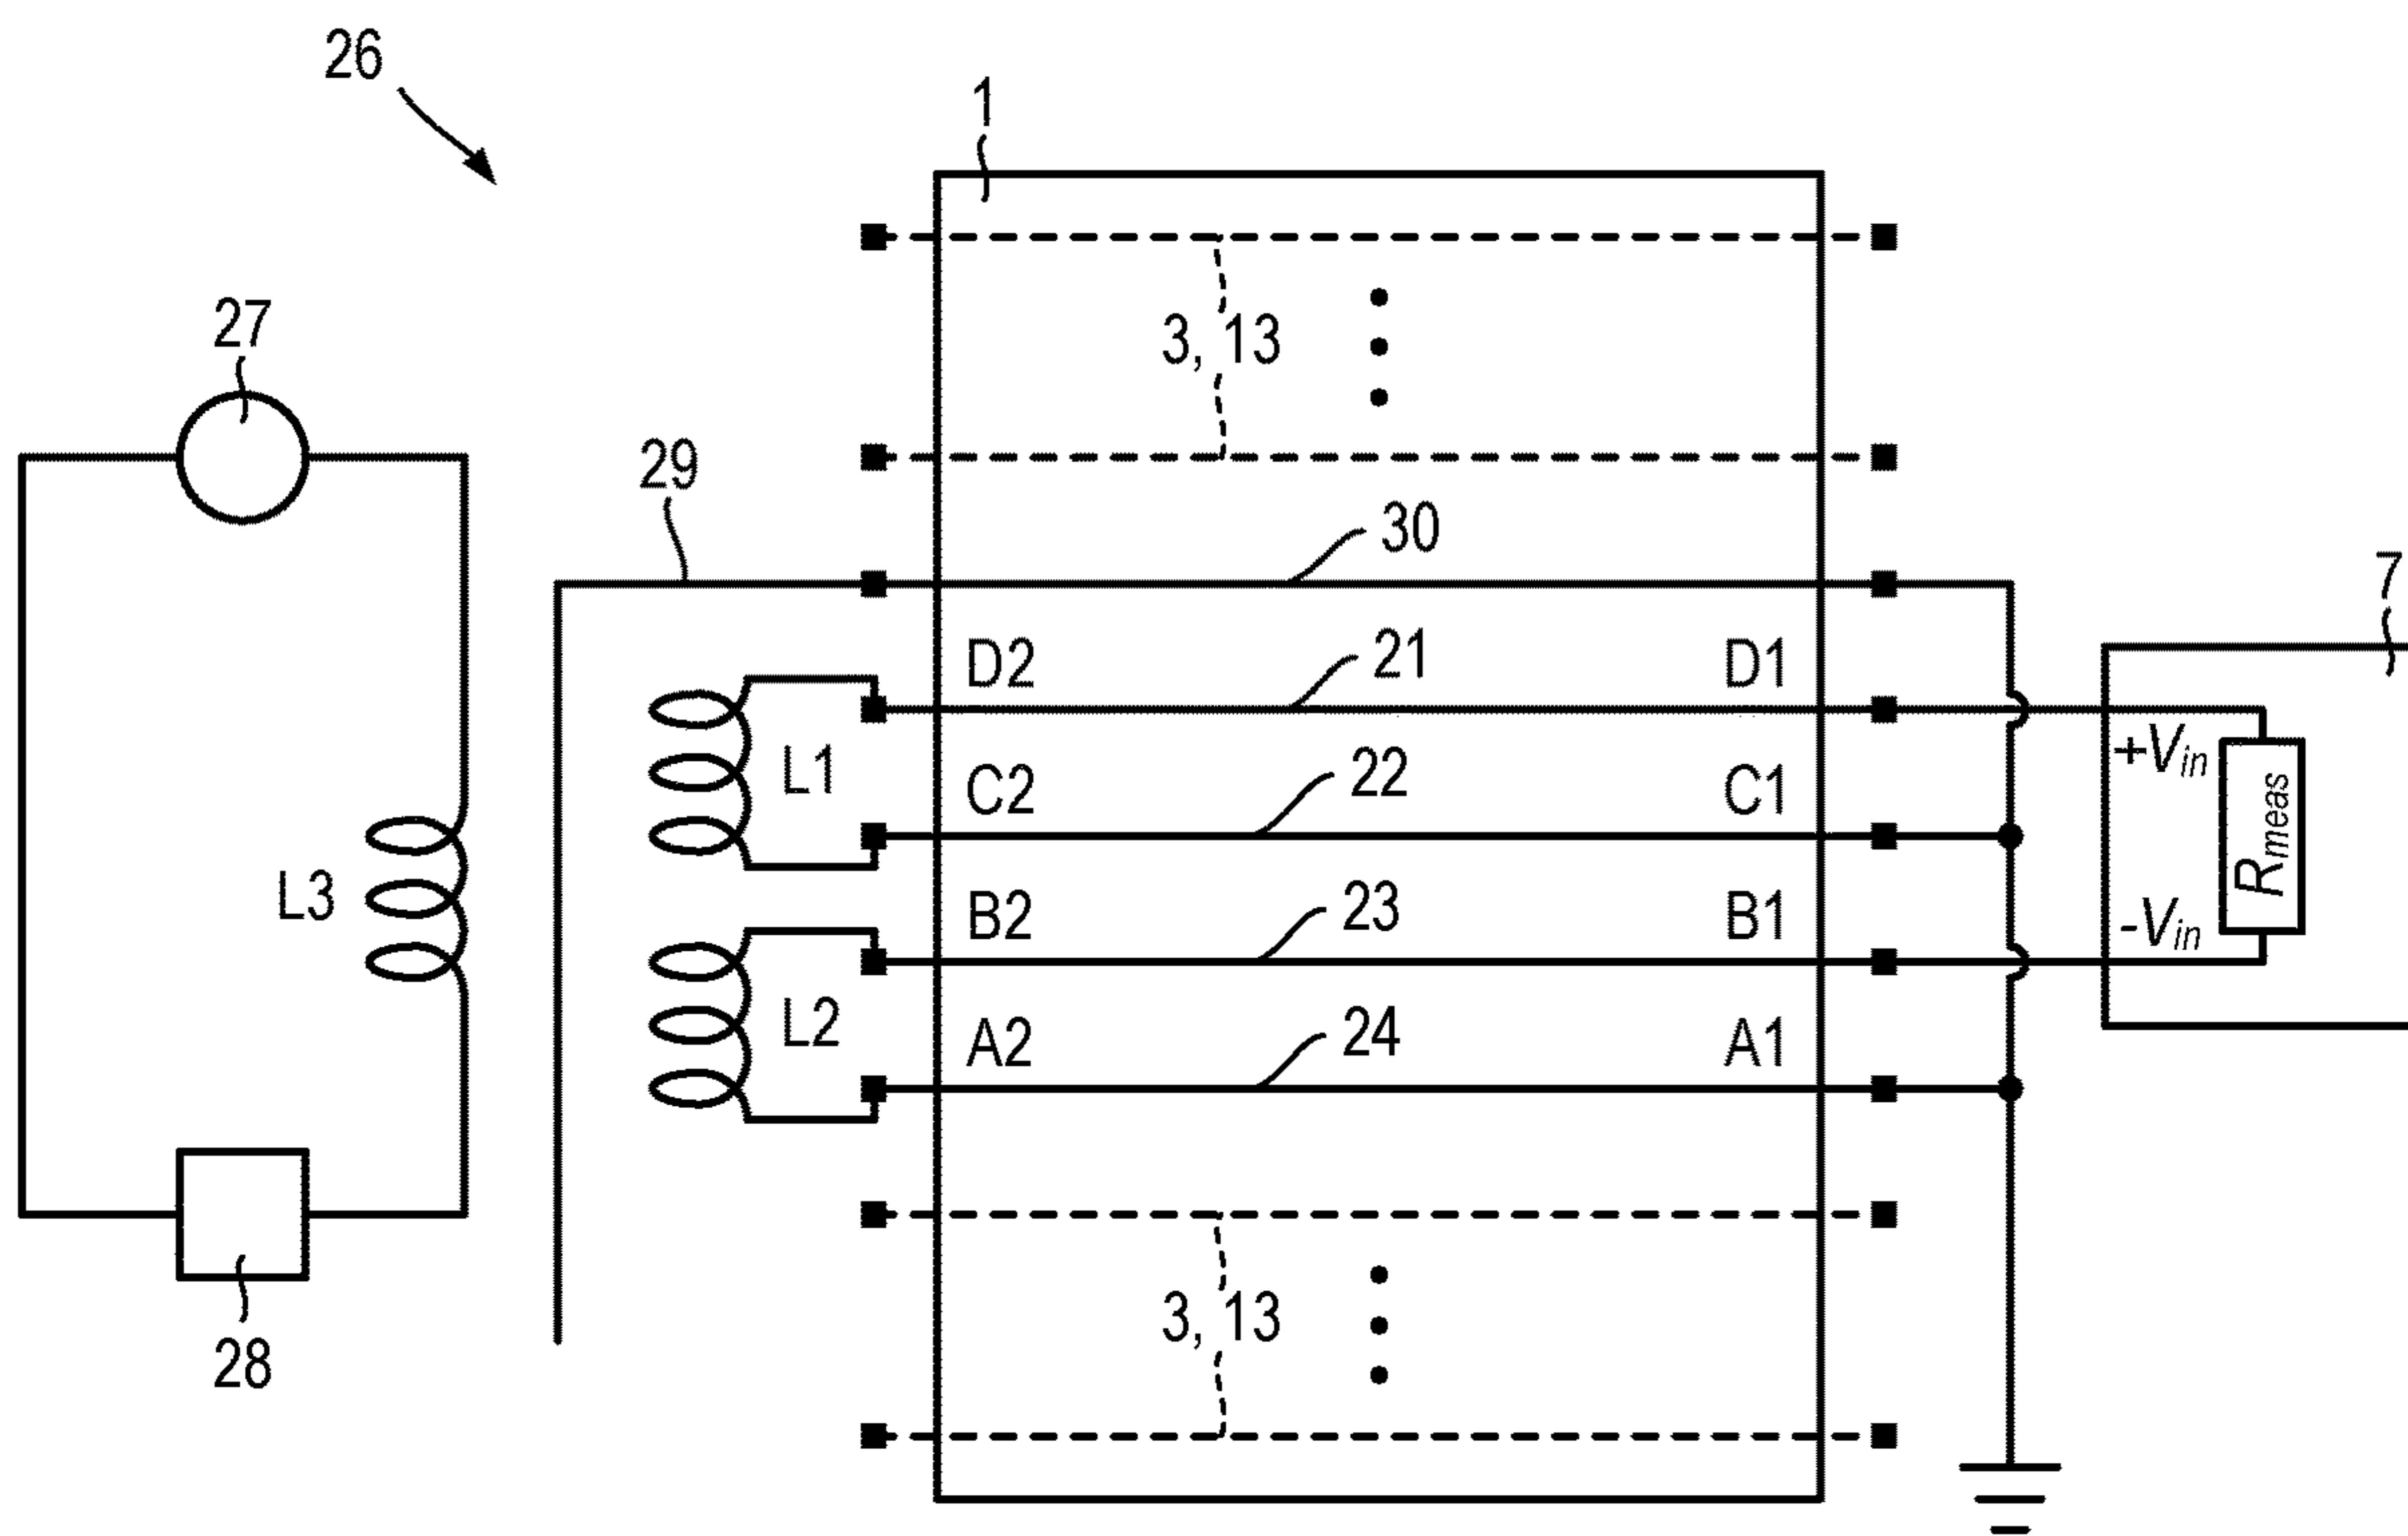 26
1
27
3, 13
29
30
7
D2
21
D1
+Vin
L1
C2
22
C1
Rmeas
L3
B2
23
B1
-Vin
L2
A2
24
A1
3, 13
28